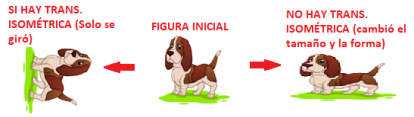 SI HAY TRANS.
ISOMÉTRICA (Solo se
giró)
FIGURA INICIAL
NO HAY TRANS.
ISOMÉTRICA (cambió el
tamaño y la forma)